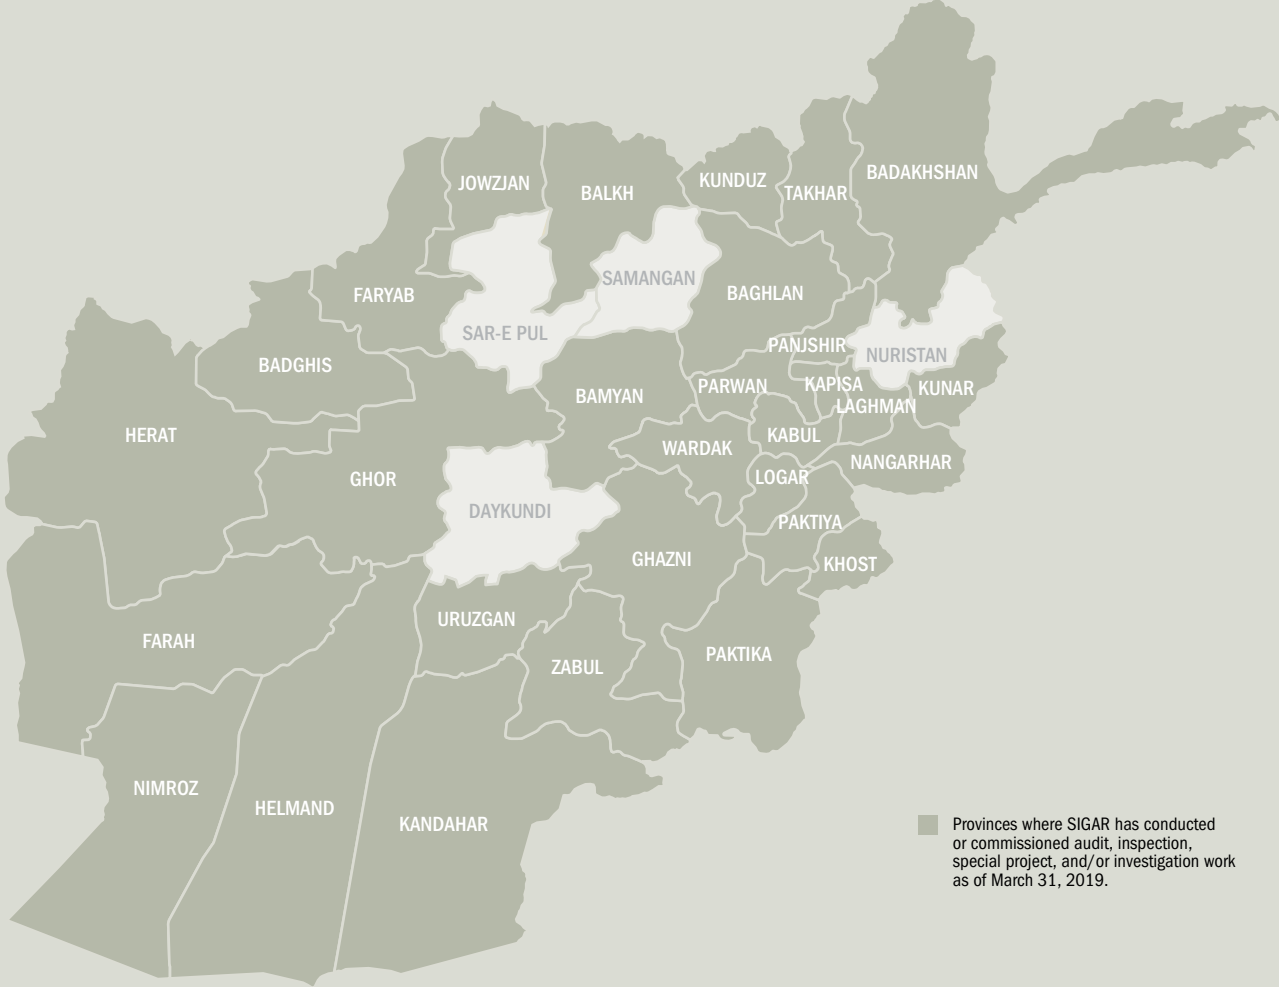 BADAKHSHAN
JOWZJAN
BALKH
KUNDUZ
TAKHAR
SAMANGAN
BAGHLAN
FARYAB
SAR-E PUL
PANJSHIR
NURISTAN
BADGHIS
PARWAN
KAPISA
KUNAR
BAMYAN
LAGHMAN
HERAT
KABUL
WARDAK
NANGARHAR
GHOR
LOGAR
DAYKUNDI
PAKTIYA
GHAZNI
KHOST
URUZGAN
FARAH
PAKTIKA
ZABUL
NIMROZ
HELMAND
KANDAHAR
Provinces where SIGAR has conducted
or commissioned audit, inspection,
special project, and/or investigation work
as of March 31, 2019.